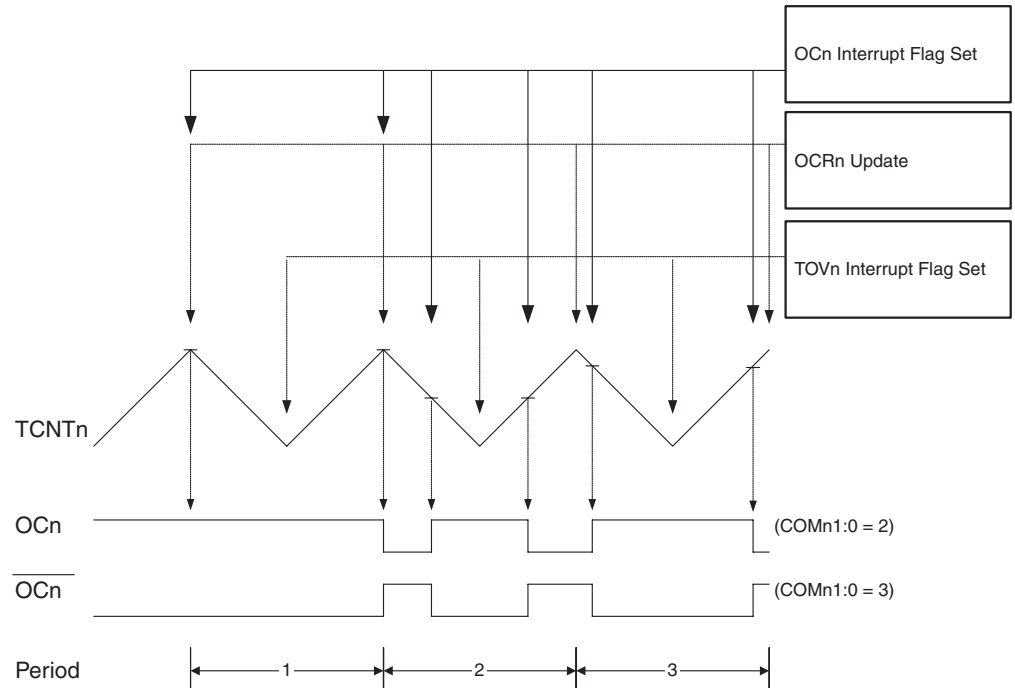 OCn Interrupt Flag Set
OCRn Update
TOVn Interrupt Flag Set
TCNTn
OCn
(COMn1:0 = 2)
OCn
(COMn1:0 = 3)
Period
1
2
3